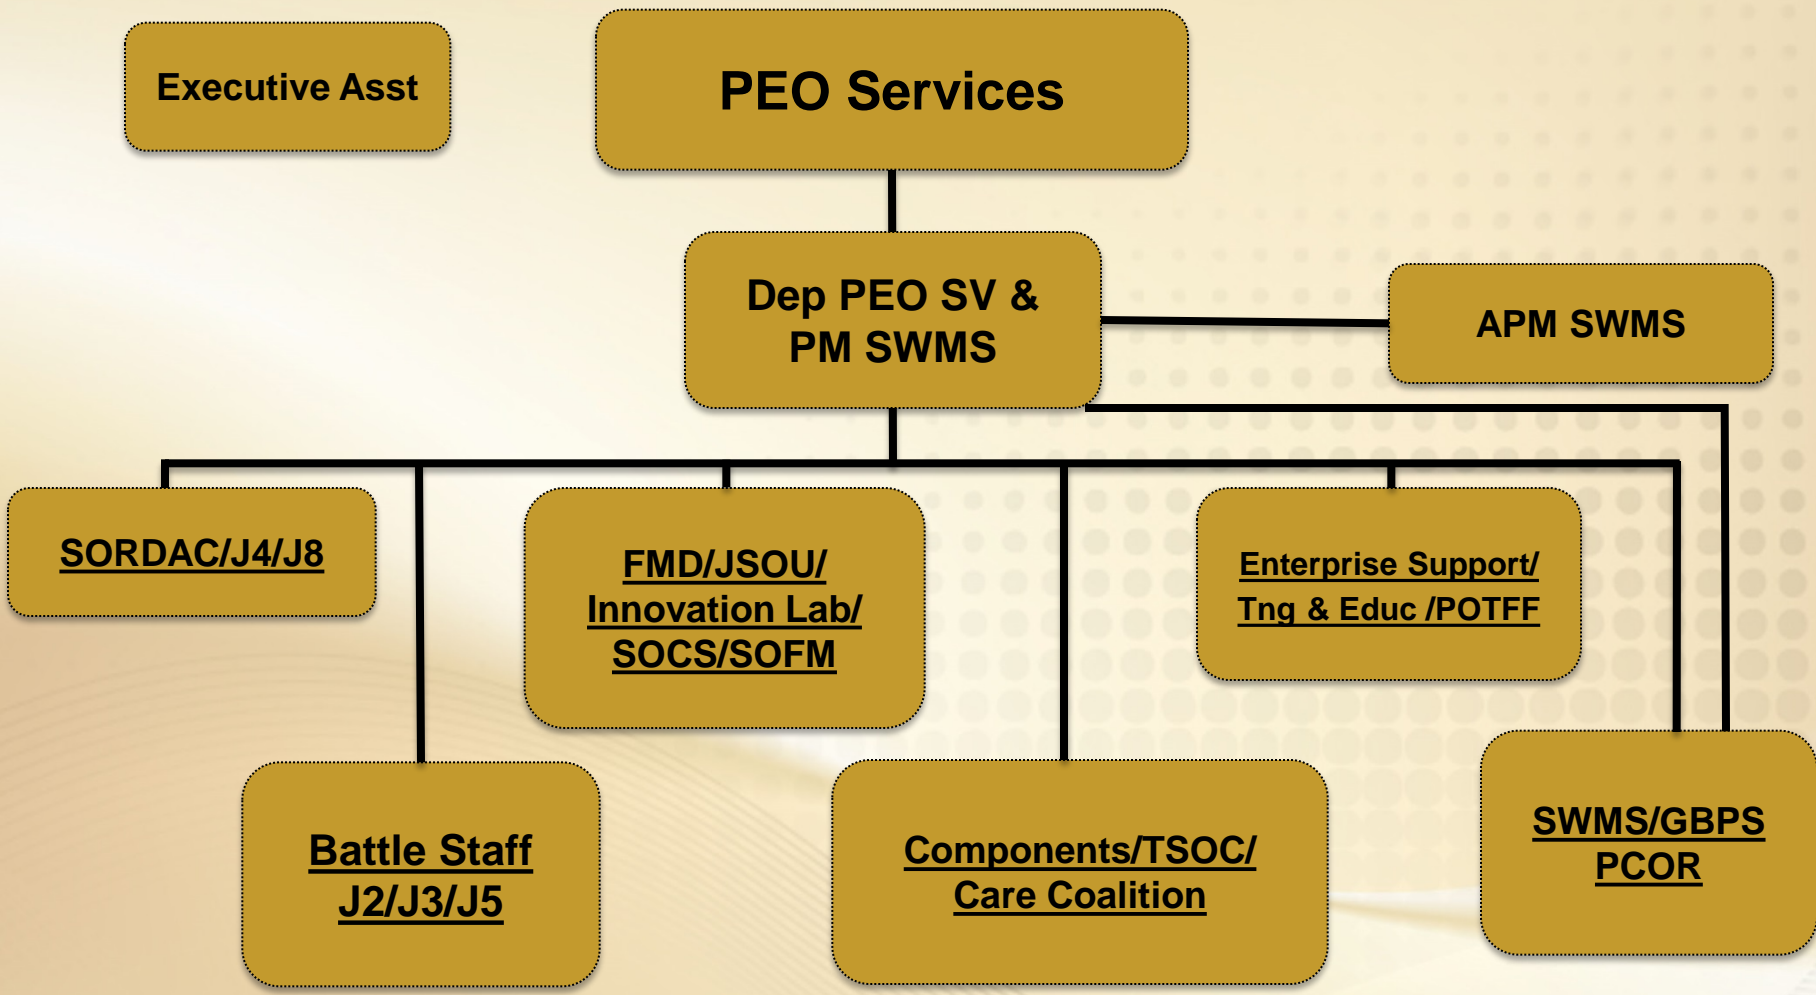 Executive Asst
PEO Services
Dep PEO SV &
PM SWMS
APM SWMS
SORDAC/J4/J8
FMD/JSOU/
Innovation Lab/
SOCS/SOFM
Enterprise Support/
Tng & Educ /POTFF
Battle Staff
J2/J3/J5
Components/TSOC/
Care Coalition
SWMS/GBPS
PCOR